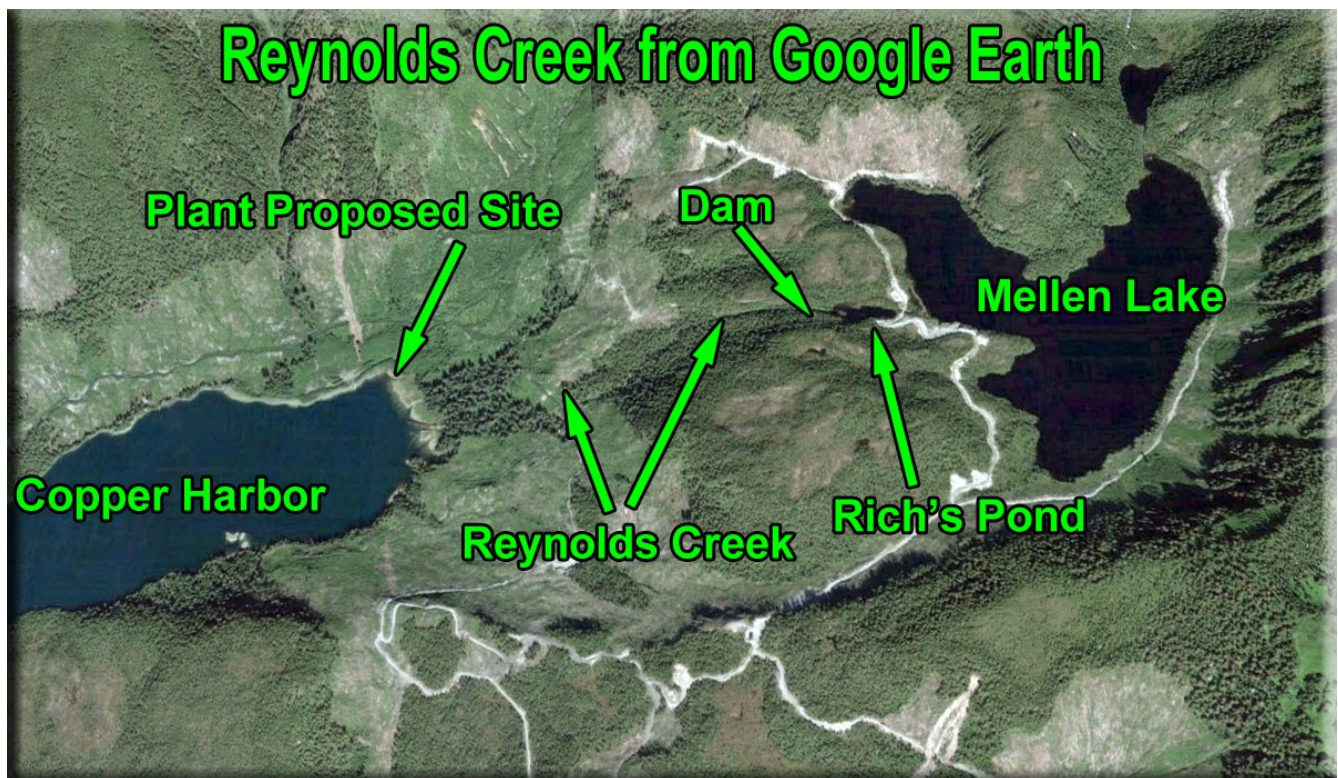 Reynolds Creek from Google Earth
Plant Proposed Site
Dam
Mellen Lake
Copper Harbor
Reynolds Creek
Rich's Pond